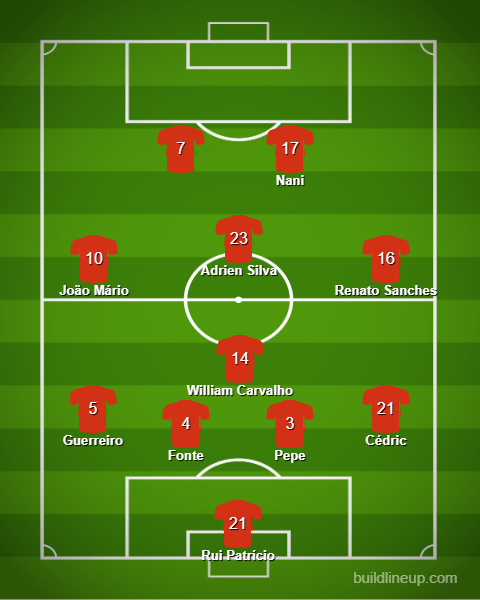 7
17
Nani
23
Adrien Silva
10
João Mário
16
Renato Sanches
14
William Carvalho
5
Guerreiro
4
Fonte
3
Pepe
21
Cédric
21
Rui Patrício
buildlineup.com